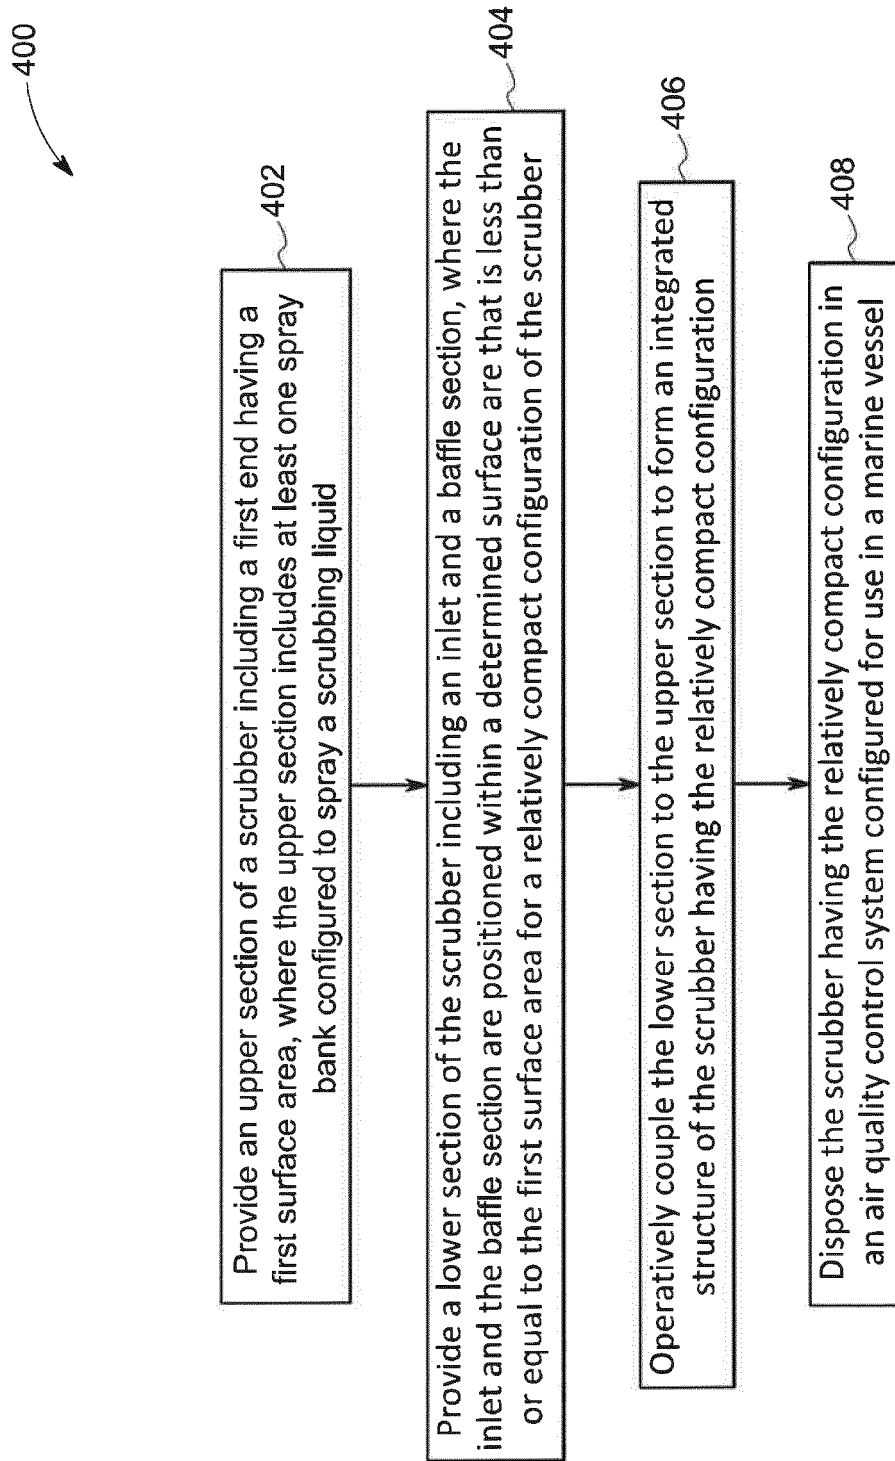 400
402
Provide an upper section of a scrubber including a first end having a
first surface area, where the upper section includes at least one spray
bank configured to spray a scrubbing liquid
404
Provide a lower section of the scrubber including an inlet and a baffle section, where the
inlet and the baffle section are positioned within a determined surface are that is less than
or equal to the first surface area for a relatively compact configuration of the scrubber
406
Operatively couple the lower section to the upper section to form an integrated
structure of the scrubber having the relatively compact configuration
408
Dispose the scrubber having the relatively compact configuration in
an air quality control system configured for use in a marine vessel